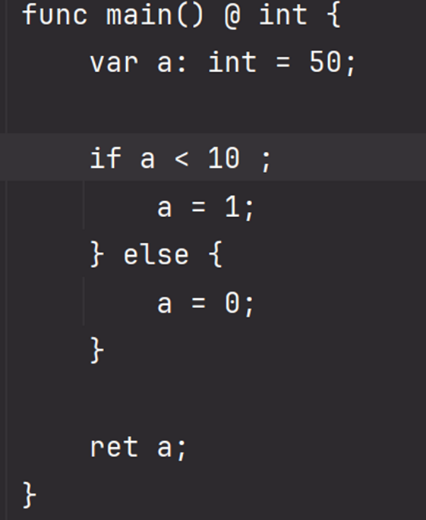 func main() @ int {
    var a: int = 50;

    if a < 10 ;
        a = 1;
    } else {
        a = 0;
    }

    ret a;
}